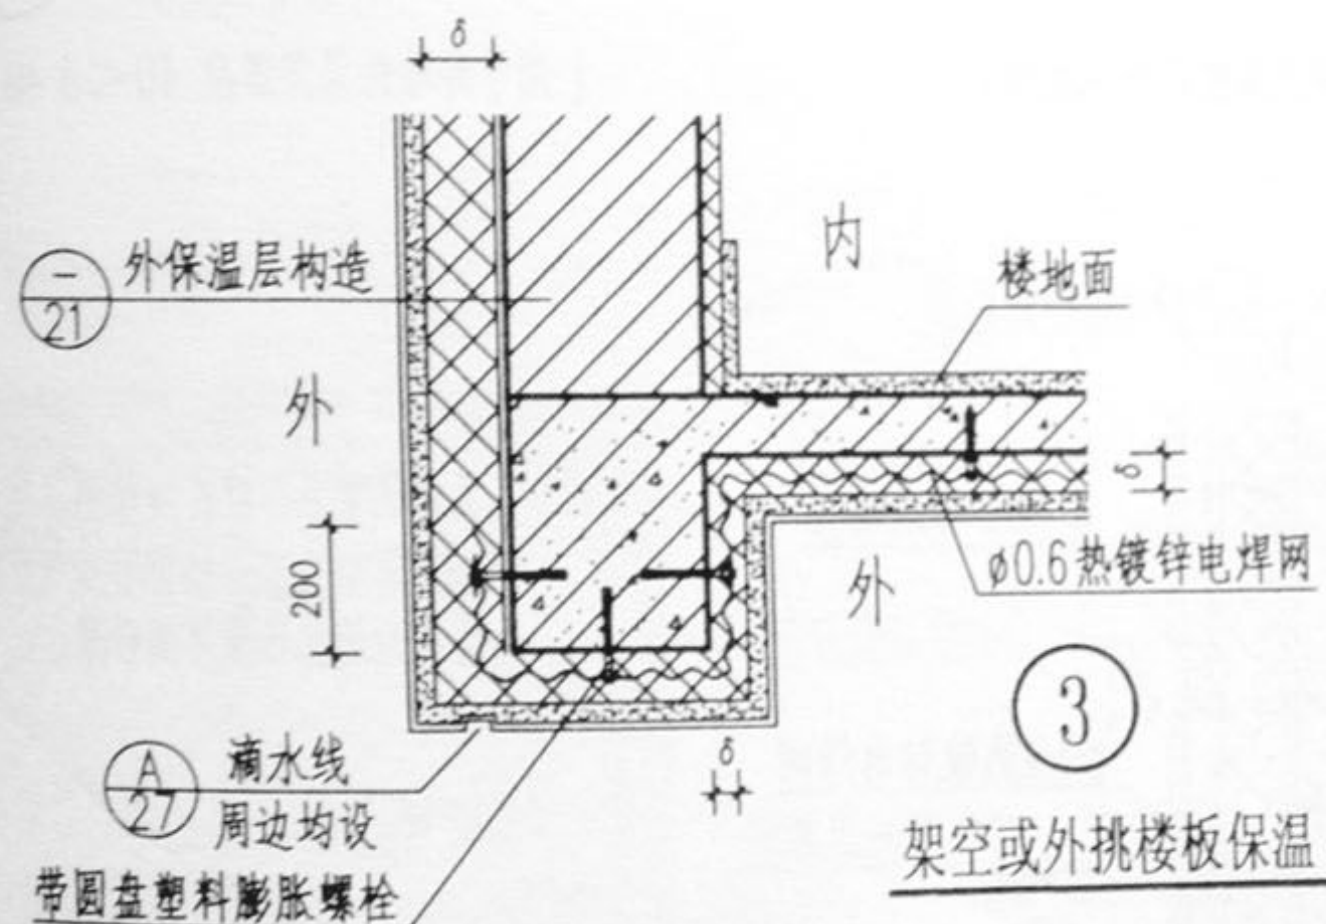 δ
内
一
21
外保温层构造
楼地面
外
δ
200
外
ø0.6热镀锌电焊网
3
δ
A
27
滴水线
周边均设
架空或外挑楼板保温
带圆盘塑料膨胀螺栓